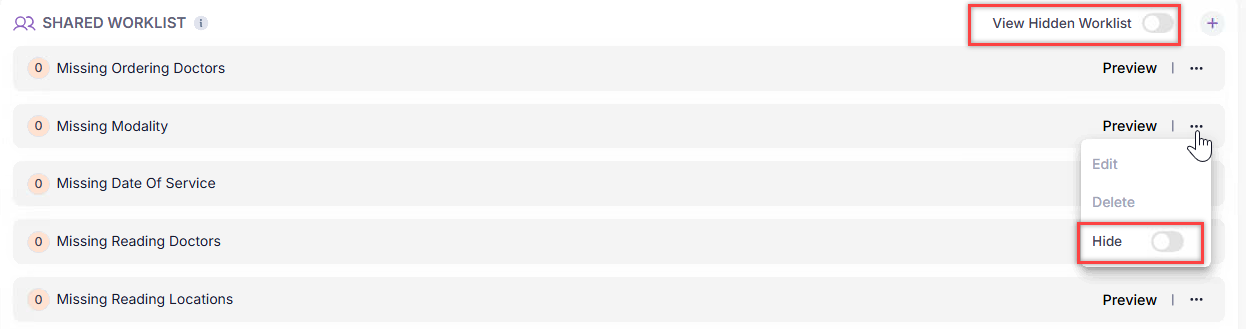 SHARED WORKLIST i View Hidden Worklist +
0 Missing Ordering Doctors Preview | ...
0 Missing Modality Preview | ...
Edit
0 Missing Date Of Service
Delete
0 Missing Reading Doctors Hide
0 Missing Reading Locations Preview | ...